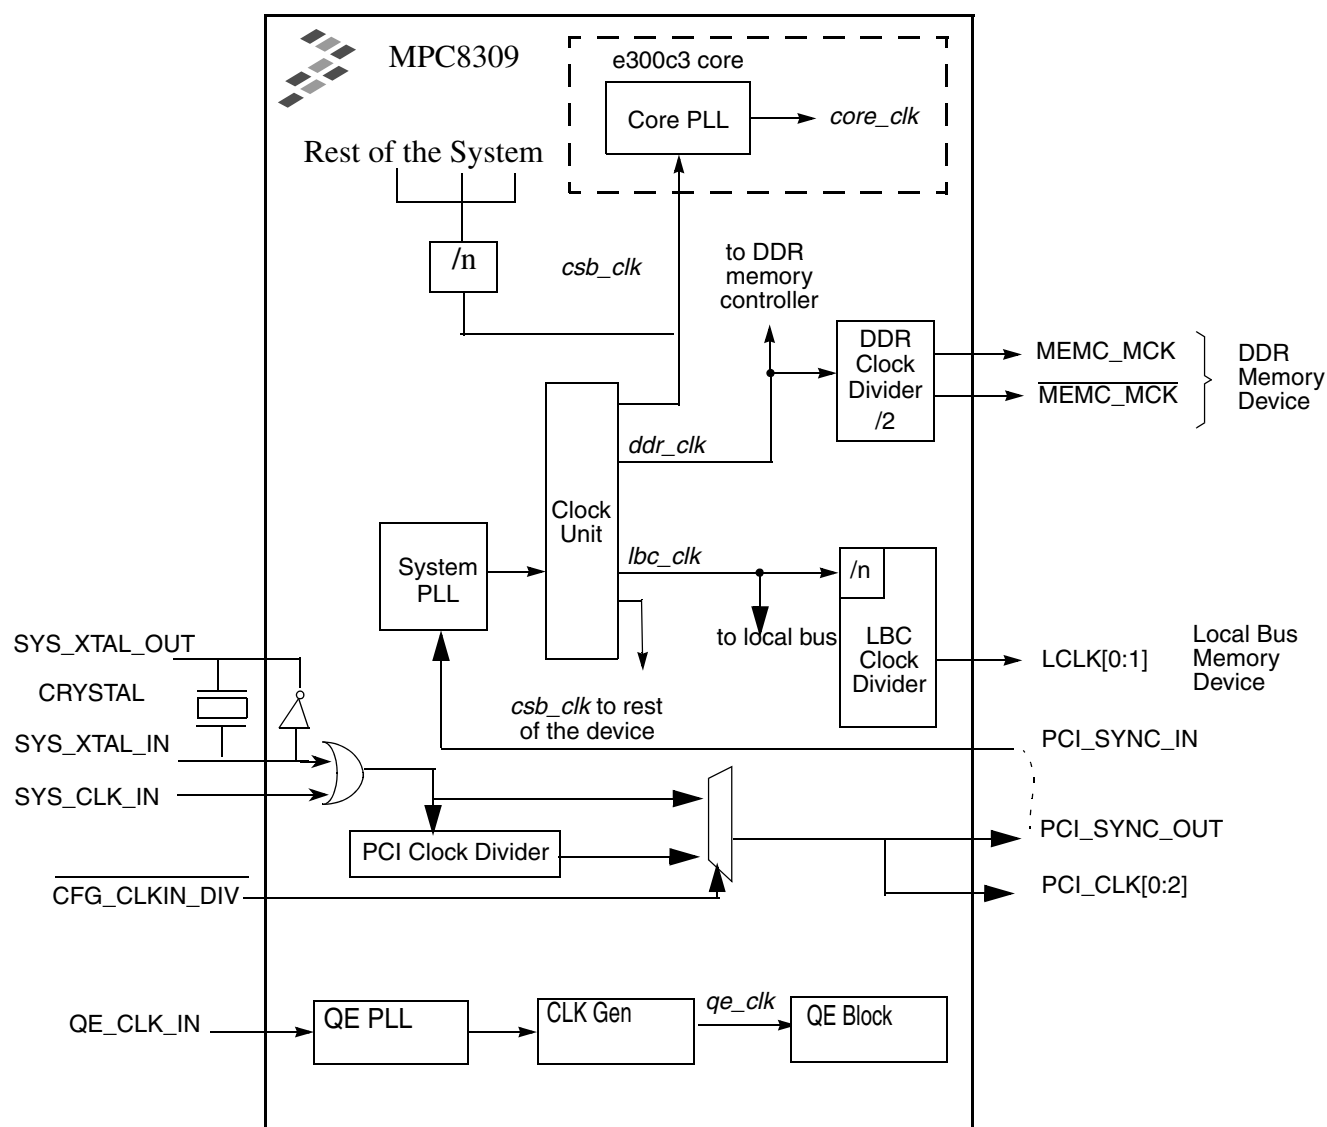 MPC8309
e300c3 core
Core PLL
core_clk
Rest of the System
/n
csb_clk
to DDR
memory
controller
DDR
Clock
Divider
/2
MEMC_MCK
MEMC_MCK
DDR
Memory
Device
ddr_clk
Clock
Unit
System
PLL
lbc_clk
/n
to local bus
LBC
Clock
Divider
LCLK[0:1]
Local Bus
Memory
Device
SYS_XTAL_OUT
CRYSTAL
SYS_XTAL_IN
SYS_CLK_IN
csb_clk to rest
of the device
PCI_SYNC_IN
PCI_SYNC_OUT
PCI Clock Divider
CFG_CLKIN_DIV
PCI_CLK[0:2]
QE_CLK_IN
QE PLL
CLK Gen
qe_clk
QE Block